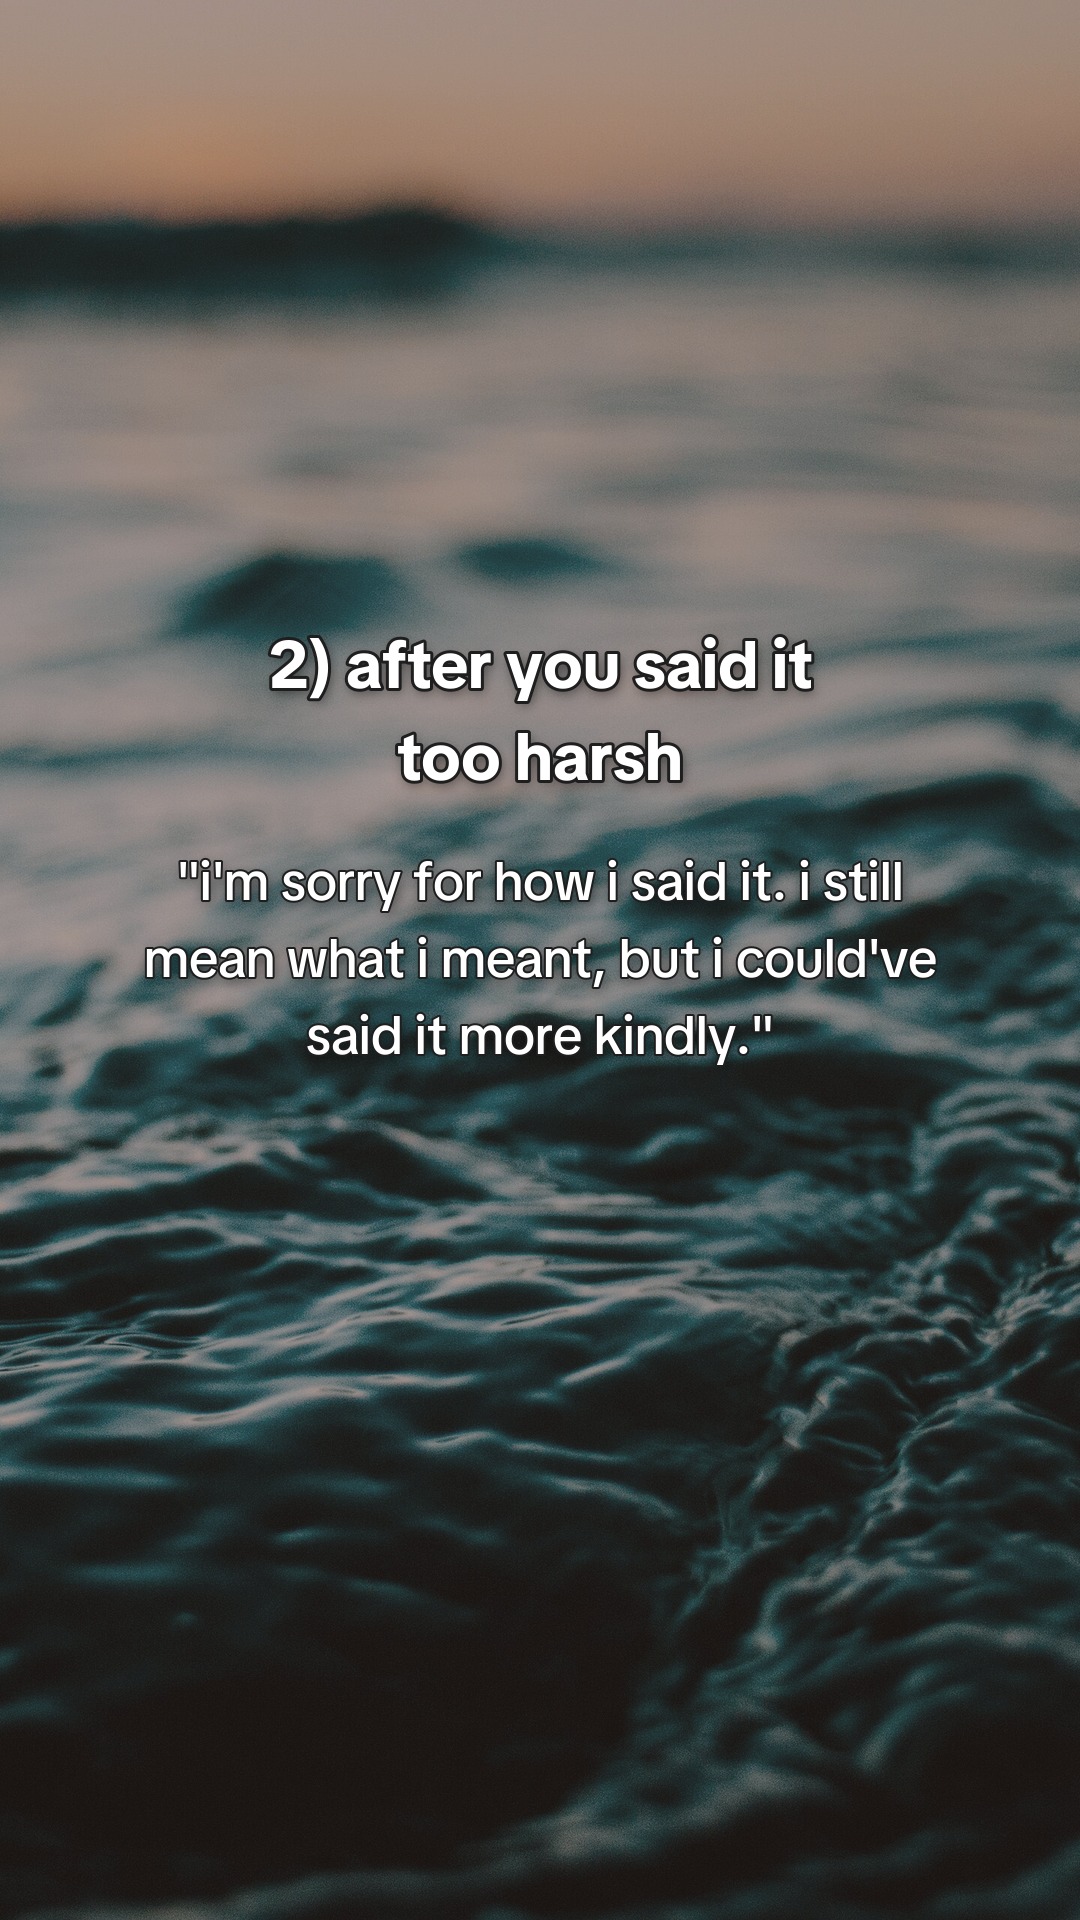 2) after you said it
too harsh
"i'm sorry for how i said it. i still
mean what i meant, but i could've
said it more kindly."